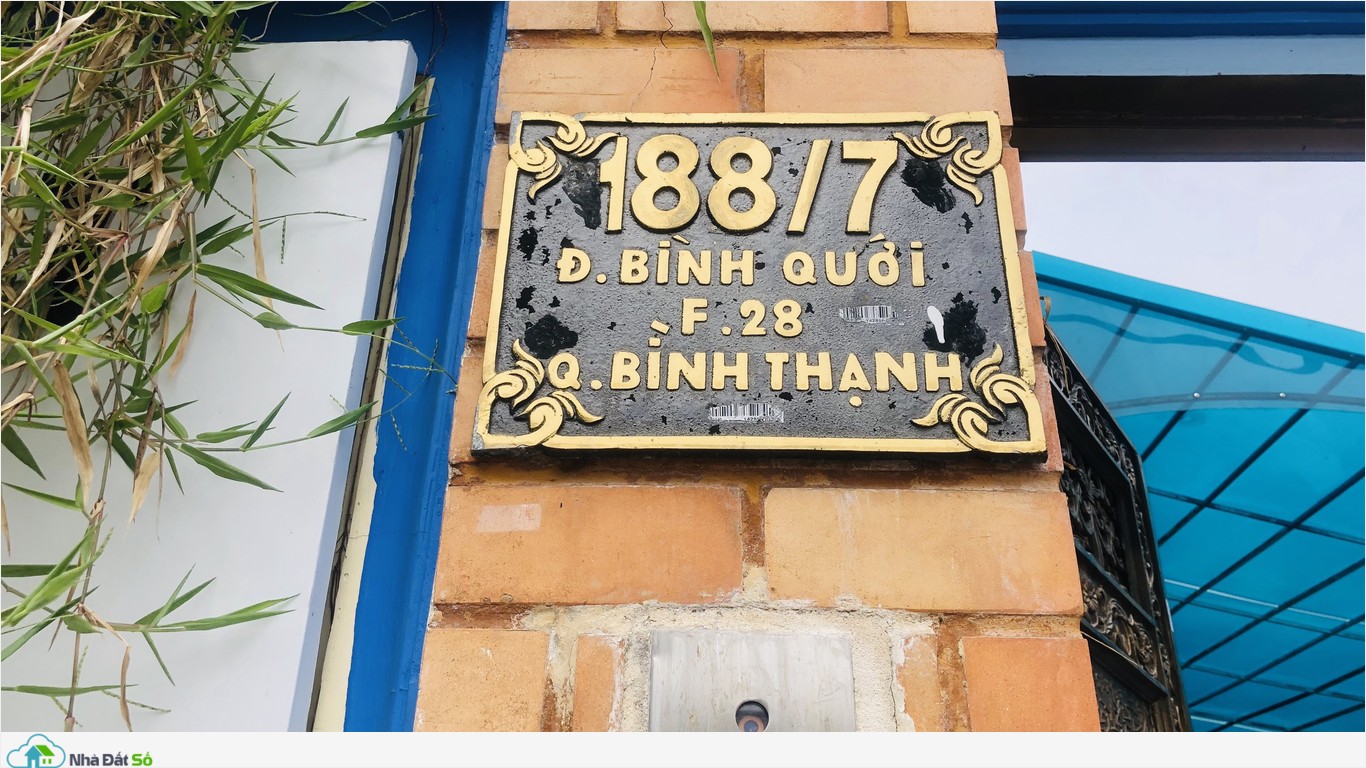 188/7
Đ.BÌNH QUỚI
F.28
Q.BÌNH THẠNH
Nhà Đất Số